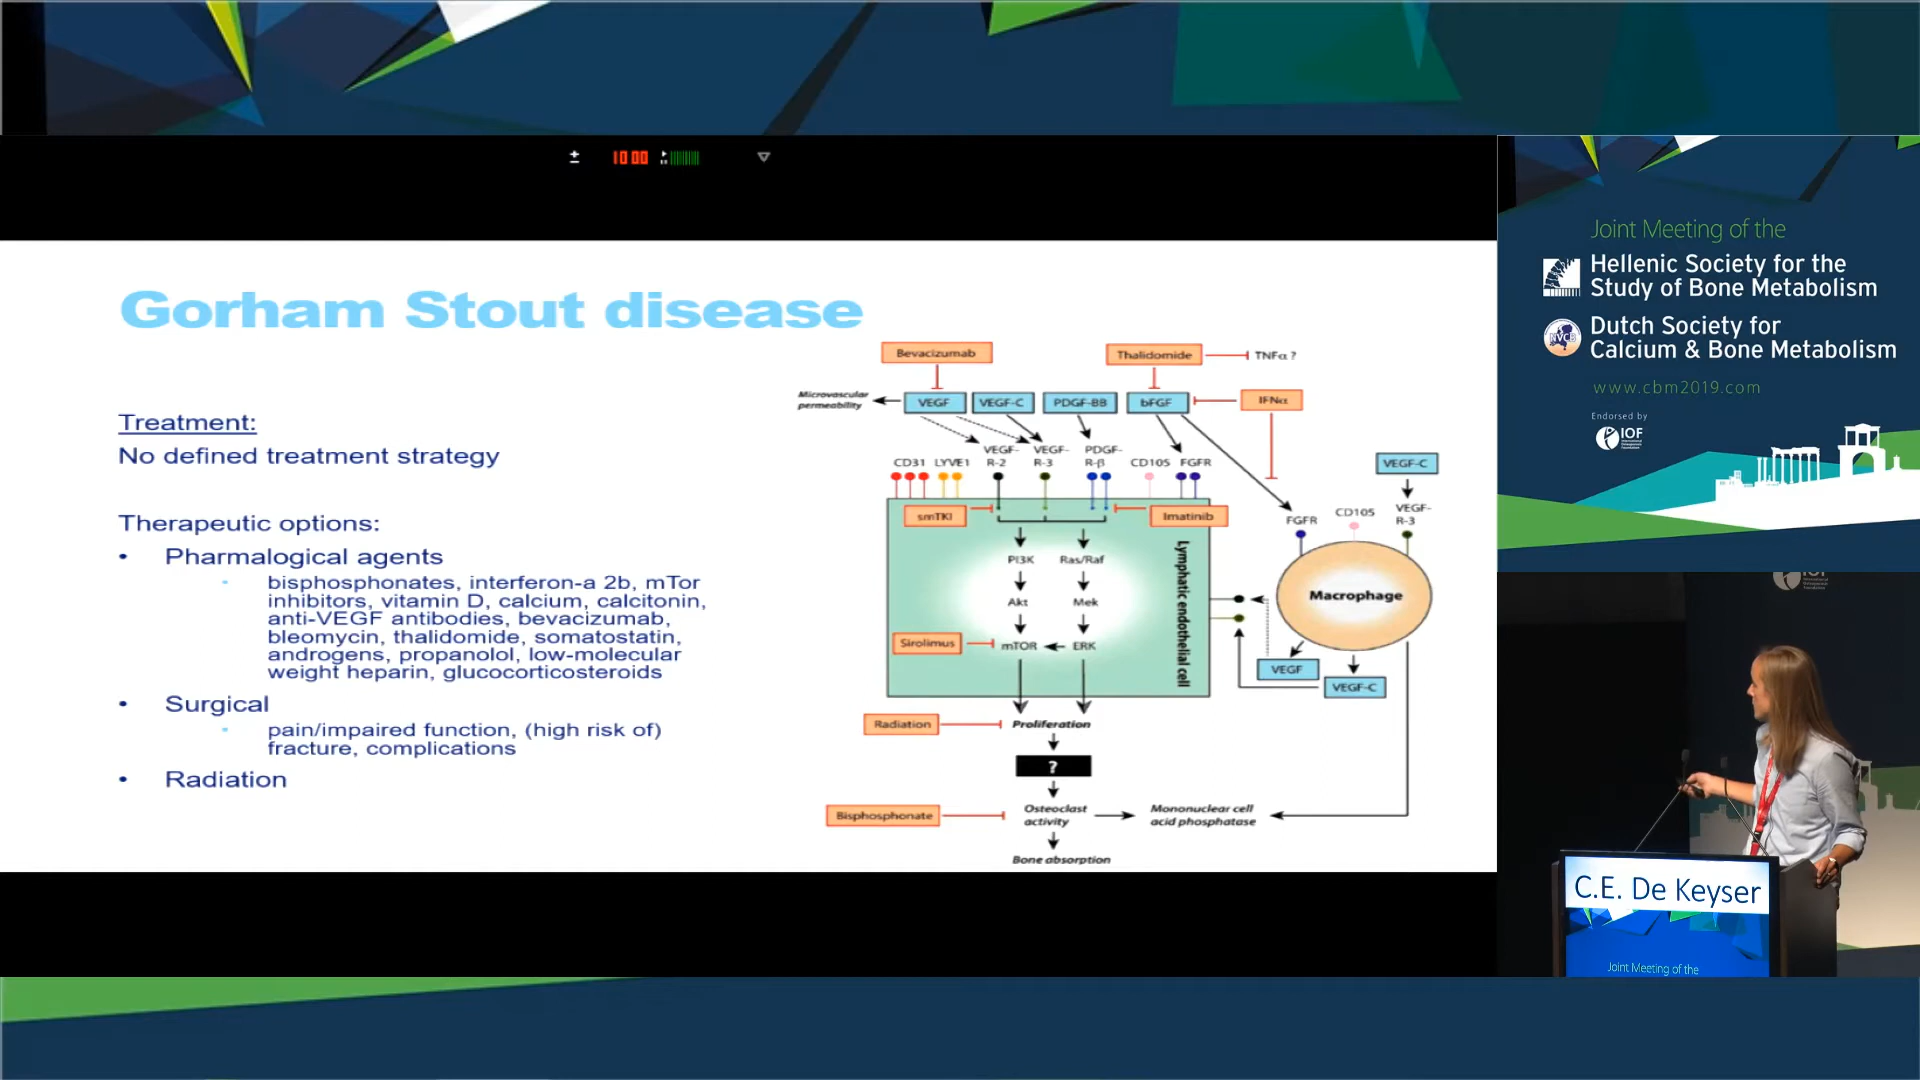 10 00
Gorham Stout disease
Treatment:
No defined treatment strategy
Therapeutic options:
• Pharmalogical agents
bisphosphonates, interferon-a 2b, mTor
inhibitors, vitamin D, calcium, calcitonin,
anti-VEGF antibodies, bevacizumab,
bleomycin, thalidomide, somatostatin,
androgens, propanolol, low-molecular
weight heparin, glucocorticosteroids
• Surgical
pain/impaired function, (high risk of)
fracture, complications
• Radiation
Bevacizumab
Thalidomide
TNFα ?
Microvascular
permeability
VEGF
VEGF-C
PDGF-BB
bFGF
IFNα
CD31
LYVE1
VEGF-
R-2
VEGF-
R-3
PDGF-
R-β
CD105
FGFR
VEGF-C
smTKI
Imatinib
FGFR
CD105
VEGF-
R-3
PI3K
Ras/Raf
Akt
Mek
Sirolimus
mTOR
ERK
Lymphatic endothelial cell
Macrophage
VEGF
VEGF-C
Radiation
Proliferation
?
Bisphosphonate
Osteoclast
activity
Mononuclear cell
acid phosphatase
Bone absorption
Joint Meeting of the
Hellenic Society for the
Study of Bone Metabolism
NVCB
Dutch Society for
Calcium & Bone Metabolism
www.cbm2019.com
Endorsed by
IOF
IOF
C.E. De Keyser
Joint Meeting of the